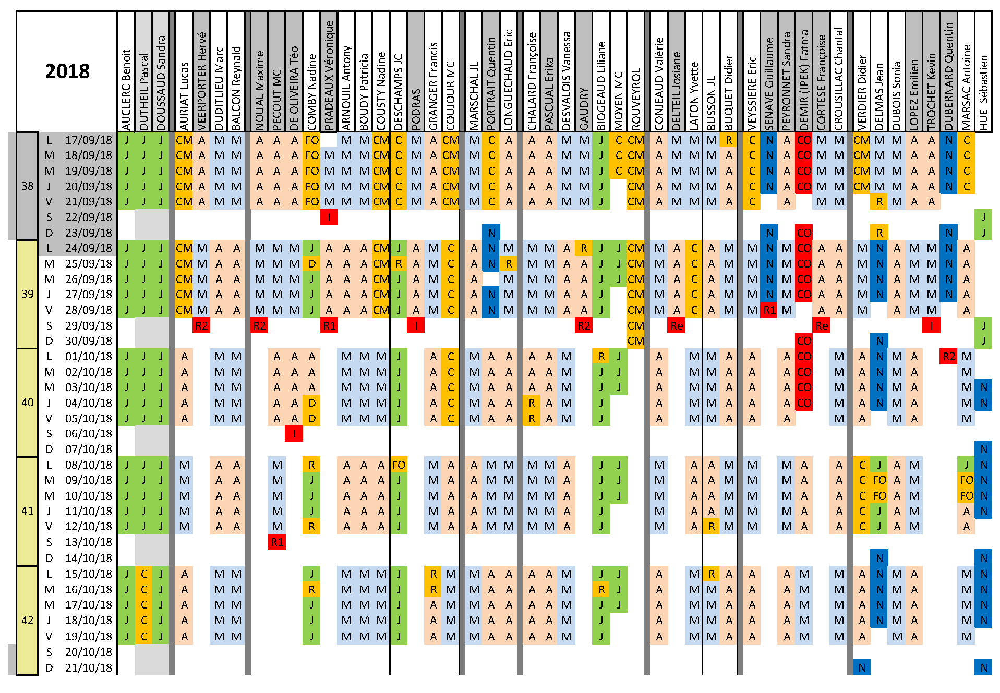 2018
AUCLERC Benoit
DUTHEIL Pascal
DOUSSAUD Sandra
AURIAT Lucas
VEERPORTER Hervé
DUDITLIEU Marc
BALCON Reynald
NOUAL Maxime
PECOUT MC
DE OLIVEIRA Téo
COMBY Nadine
PRADEAUX Véronique
ARNOUIL Antony
BOUDY Patricia
COUSTY Nadine
DESCHAMPS JC
PODRAS
GRANGER Francis
COUJOUR MC
MARSCHAL JL
PORTRAIT Quentin
LONGUECHAUD Eric
CHALARD Françoise
PASCUAL Erika
DESVALOIS Vanessa
GAUDRY
BIOGEAUD Liliane
MOYEN MC
ROUVEYROL
CONJEAUD Valérie
DELTEIL Josiane
LAFON Yvette
BUSSON JL
BUQUET Didier
VEYSSIERE Eric
SENAVE Guillaume
PEYRONNET Sandra
DEMIR (IPEK) Fatma
CORTESE Françoise
CROUSILLAC Chantal
VERDIER Didier
DELMAS Jean
DUBOIS Sonia
LOPEZ Emilien
TROCHET Kevin
DUBERNARD Quentin
MARSAC Antoine
HUE Sébastien
L 17/09/18 J J J CM A M M A A A FO M M CM C M A CM M C A A A M M J C CM A M M M R C N A CO M M CM M M A A N C
M 18/09/18 J J J CM A M M A A A FO M M M CM C M A CM M C A A A M M J C CM A M M M A C N A CO M M CM M M A A N C
M 19/09/18 J J J CM A M M A A A FO M M M CM C M A CM M C A A A M M J C CM A M M M A C N A CO M M CM M M A A N C
38 J 20/09/18 J J J CM A M M A A A FO M M M CM C M A CM M C A A A M M J CM A M M M A C N A CO M M CM M M A A N C
V 21/09/18 J J J CM A M M A A A FO M M M CM C M A CM M C A A A M M J CM A M M M A C A M M R M A A
S 22/09/18 I J
D 23/09/18 N N CO R N J
L 24/09/18 J J J CM M A A M M M J A A A CM J A M C A N M M M A R J J CM M A C A M M N M CO A A M N A M M N A
M 25/09/18 J J J CM M A A M M M D A A A CM R A M C A N R M M A A J J CM M A C A M M N M CO A A M N A M M N A
M 26/09/18 J J J CM M A A M M M J A A A CM J A M C A M M M A A J J CM M A C A M M N M CO A A M N A M M N A
39 J 27/09/18 J J J CM M A A M M M J A A A CM J A M C A N M M M A A J CM M A C A M M N M CO A A M N A M M N A
V 28/09/18 J J J CM M A A M M M J A A A CM J A M C A N M M M A A J CM M A C A M M R1 M A A M A M M A
S 29/09/18 R2 R2 R1 I R2 CM Re Re I J
D 30/09/18 CM CO N J
L 01/10/18 J J J A M M A A A M M M J A C M A A A A M R J A M M A A A CO M A N M A R2 M
M 02/10/18 J J J A M M A A A M M M J A C M A A A A M J J A M M A A A CO M A N M A M
M 03/10/18 J J J A M M A A A M M M J A C M A A A A M J J A M M A A A CO M A N M A M N
40 J 04/10/18 J J J A M M A A D M M M J A C M A A R A M J A M M A A A CO M A N M A M N
V 05/10/18 J J J A M M A A D M M M J A C M A A R A M J A M M A A A M A M A M
S 06/10/18 I
D 07/10/18 N
L 08/10/18 J J J M A A M R A A A FO M A A M M M M A J J M A A M M M A A C J A M J N
M 09/10/18 J J J M A A M J A A A J M A A M M M M A J J M A A M M M A A C FO A M FO N
M 10/10/18 J J J M A A M J A A A J M A A M M M M A J J M A A M M M A A C FO A M FO N
41 J 11/10/18 J J J M A A M J A A A J M A A M M M M A J M A A M M M A A C J A M A N
V 12/10/18 J J J M A A M R A A A J M A A M M M M A J M A R M M M A A C J A M A
S 13/10/18 R1
D 14/10/18 N N
L 15/10/18 J C J A M M J M M M J R M M A A A A M J J A M R A A A M M A N M A M N
M 16/10/18 J C J A M M R M M M J R M M A A A A M R J A M M A A A M M A N M A M N
M 17/10/18 J C J A M M J M M M J A M M A A A A M J J A M M A A A M M A N M A M N
42 J 18/10/18 J C J A M M J M M M J A M M A A A A M J A M M A A A M M A N M A M N
V 19/10/18 J C J A M M J M M M J A M M A A A A M J A M M A A A M M A M A M
S 20/10/18
D 21/10/18 N N